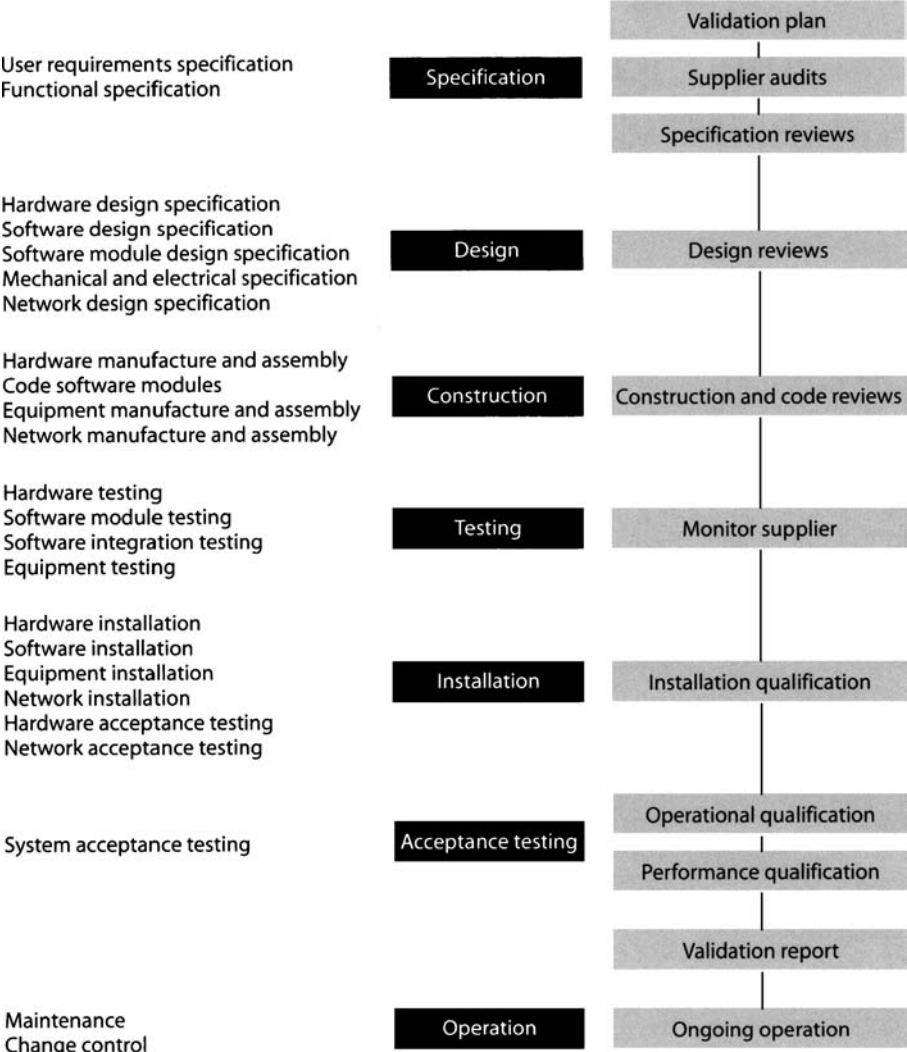 Validation plan
User requirements specification
Functional specification
Specification
Supplier audits
Specification reviews
Hardware design specification
Software design specification
Software module design specification
Mechanical and electrical specification
Network design specification
Design
Design reviews
Hardware manufacture and assembly
Code software modules
Equipment manufacture and assembly
Network manufacture and assembly
Construction
Construction and code reviews
Hardware testing
Software module testing
Software integration testing
Equipment testing
Testing
Monitor supplier
Hardware installation
Software installation
Equipment installation
Network installation
Hardware acceptance testing
Network acceptance testing
Installation
Installation qualification
Operational qualification
System acceptance testing
Acceptance testing
Performance qualification
Validation report
Maintenance
Change control
Operation
Ongoing operation